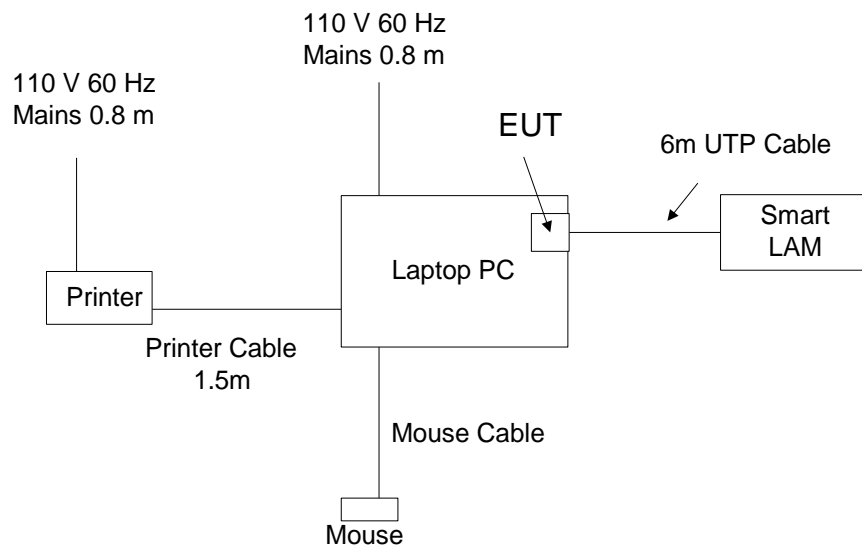 110 V 60 Hz
Mains 0.8 m
110 V 60 Hz
Mains 0.8 m
EUT
6m UTP Cable
Smart
LAM
Laptop PC
Printer
Printer Cable
1.5m
Mouse Cable
Mouse